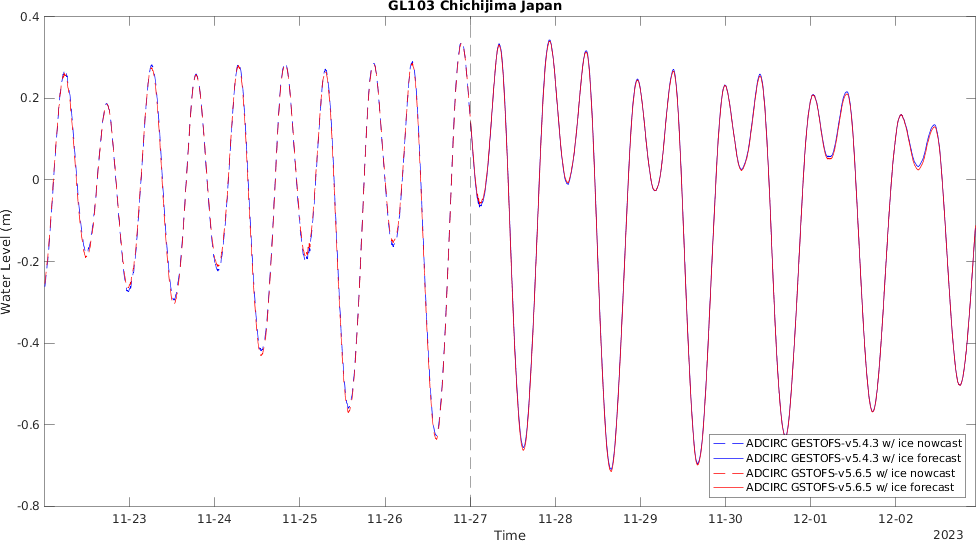 GL103 Chichijima Japan
0.4
0.2
0
-0.2
-0.4
-0.6
-0.8
Water Level (m)
ADCIRC GESTOFS-v5.4.3 w/ ice nowcast
ADCIRC GESTOFS-v5.4.3 w/ ice forecast
ADCIRC GSTOFS-v5.6.5 w/ ice nowcast
ADCIRC GSTOFS-v5.6.5 w/ ice forecast
11-23 11-24 11-25 11-26 11-27 11-28 11-29 11-30 12-01 12-02
Time
2023